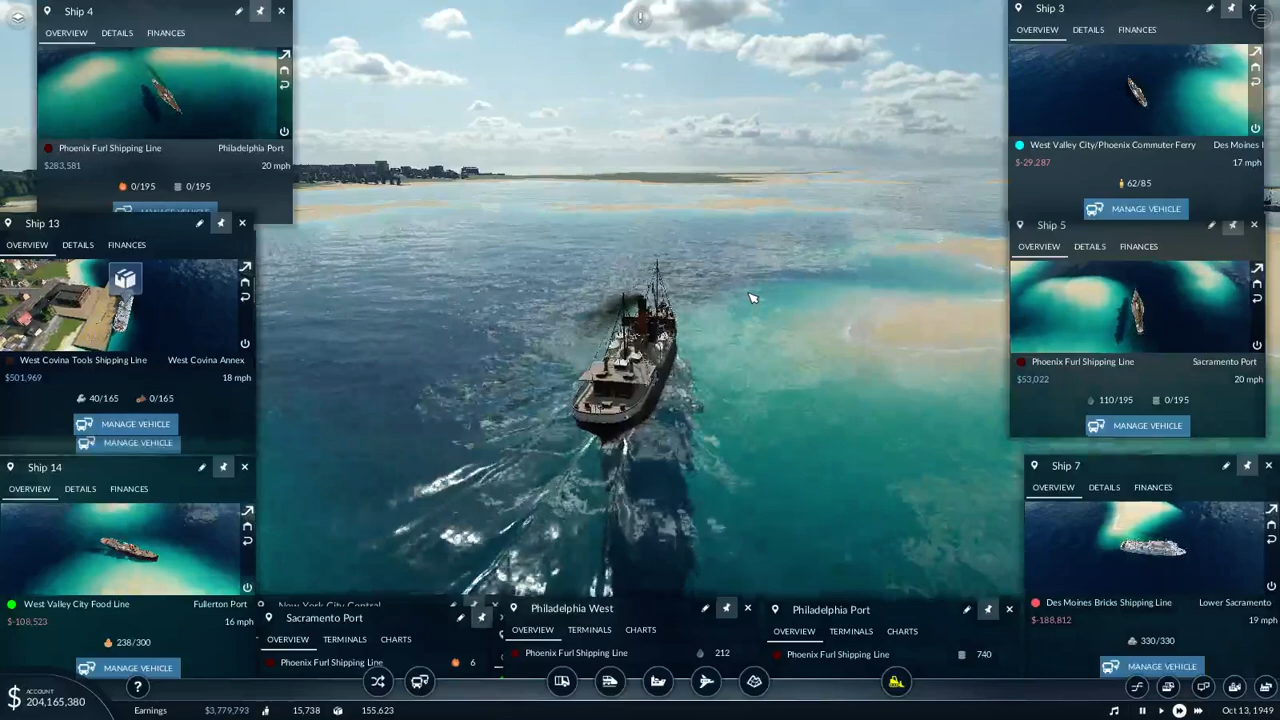 Ship 4
OVERVIEW DETAILS FINANCES
Phoenix Furl Shipping Line Philadelphia Port
$283,581 20 mph
0/195 0/195
MANAGE VEHICLE
Ship 13
OVERVIEW DETAILS FINANCES
West Covina Tools Shipping Line West Covina Annex
$501,969 18 mph
40/165 0/165
MANAGE VEHICLE
MANAGE VEHICLE
Ship 14
OVERVIEW DETAILS FINANCES
West Valley City Food Line Fullerton Port
$-108,523 16 mph
238/300
MANAGE VEHICLE
Ship 3
OVERVIEW DETAILS FINANCES
West Valley City/Phoenix Commuter Ferry Des Moines
$-29,287 17 mph
62/85
MANAGE VEHICLE
Ship 5
OVERVIEW DETAILS FINANCES
Phoenix Furl Shipping Line Sacramento Port
$53,022 20 mph
110/195 0/195
MANAGE VEHICLE
Ship 7
OVERVIEW DETAILS FINANCES
Des Moines Bricks Shipping Line Lower Sacramento
$-188,812 19 mph
330/330
MANAGE VEHICLE
New York City Central
Sacramento Port
OVERVIEW TERMINALS CHARTS
Phoenix Furl Shipping Line 6
Philadelphia West
OVERVIEW TERMINALS CHARTS
Phoenix Furl Shipping Line 212
Philadelphia Port
OVERVIEW TERMINALS CHARTS
Phoenix Furl Shipping Line 740
$ ACCOUNT
204,165,380
?
Earnings $3,779,793 15,738 155,623 Oct 13, 1949